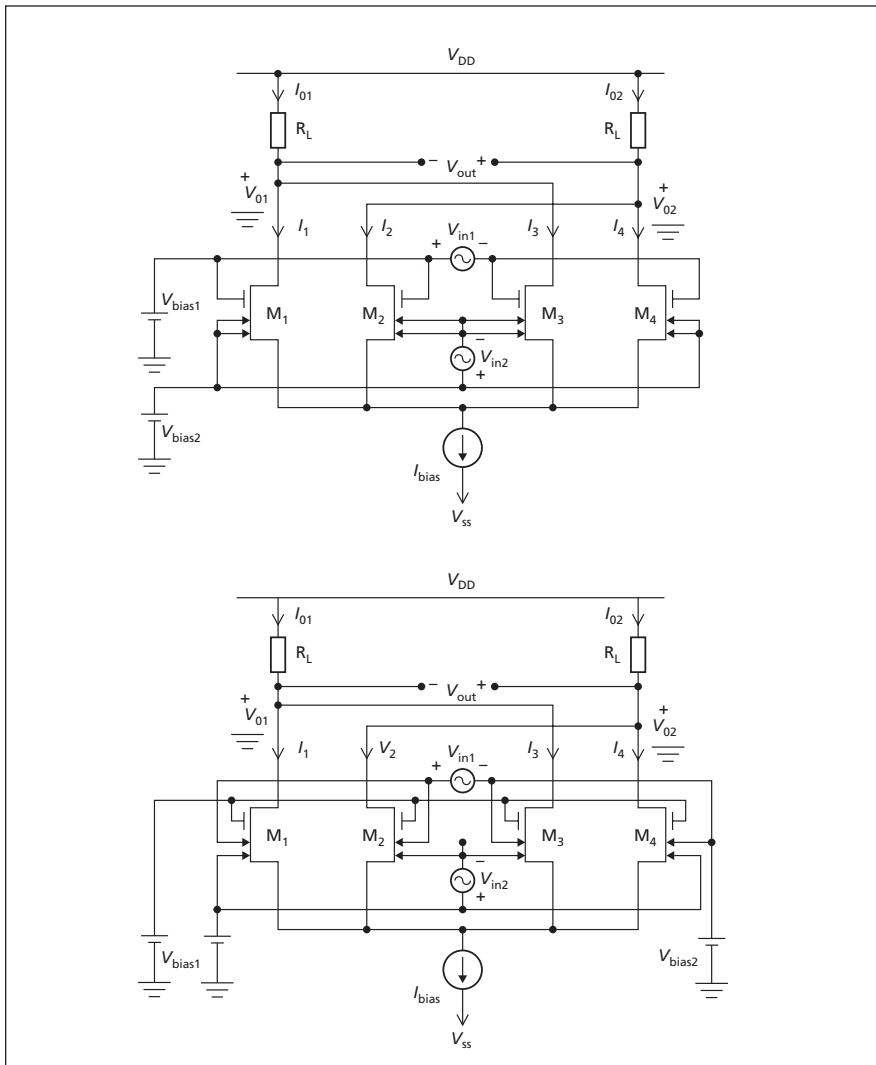 V_DD
I_01 I_02
R_L R_L
− V_out +
+ +
V_01 V_02
I_1 I_2 I_3 I_4
V_in1
+ −
V_bias1
M_1 M_2 M_3 M_4
−
V_in2
+
V_bias2
I_bias
V_ss
V_DD
I_01 I_02
R_L R_L
− V_out +
+ +
V_01 V_02
I_1 V_2 I_3 I_4
V_in1
+ −
M_1 M_2 M_3 M_4
−
V_in2
+
V_bias1 V_bias2
I_bias
V_ss